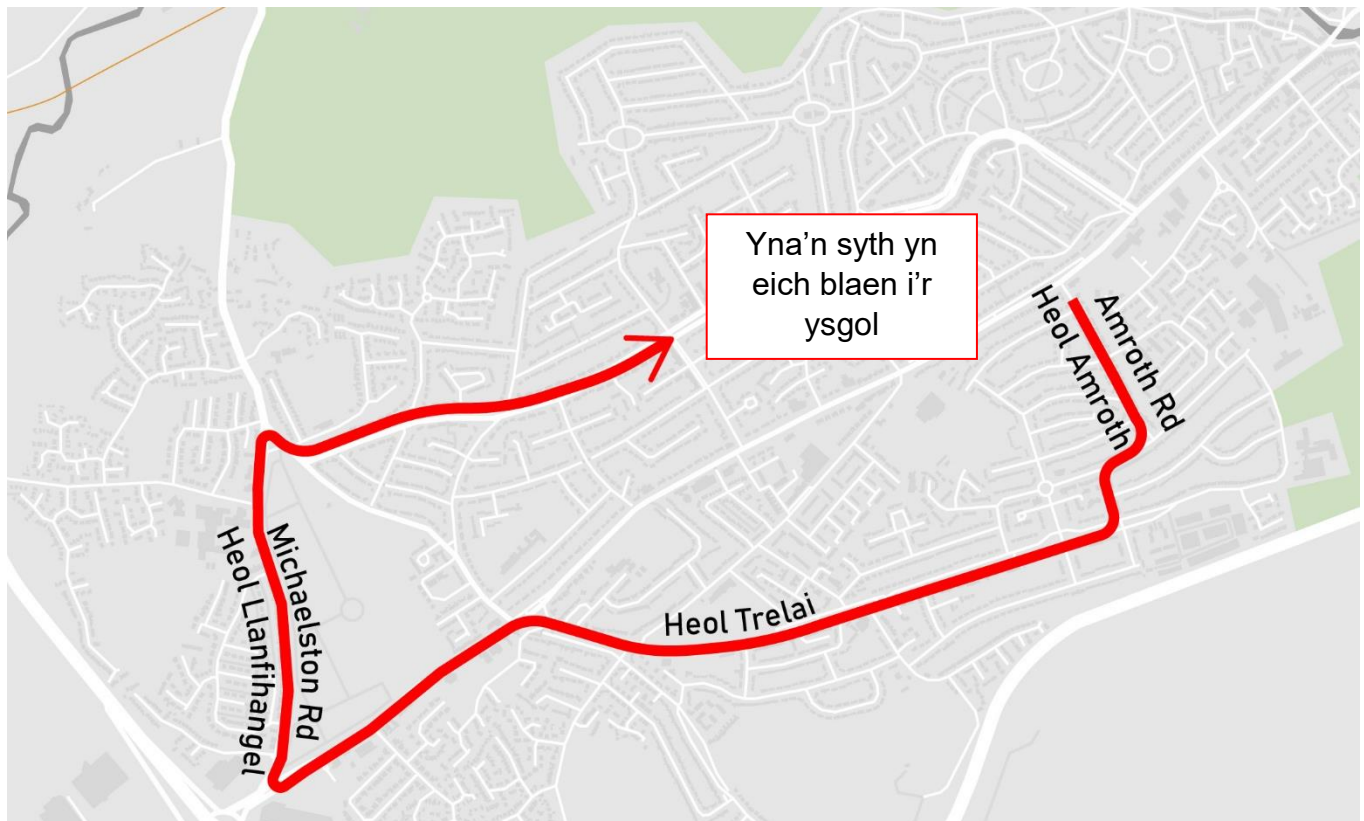 Yna’n syth yn
eich blaen i’r
ysgol
Amroth Rd
Heol Amroth
Heol Trelai
Michaelston Rd
Heol Llanfihangel